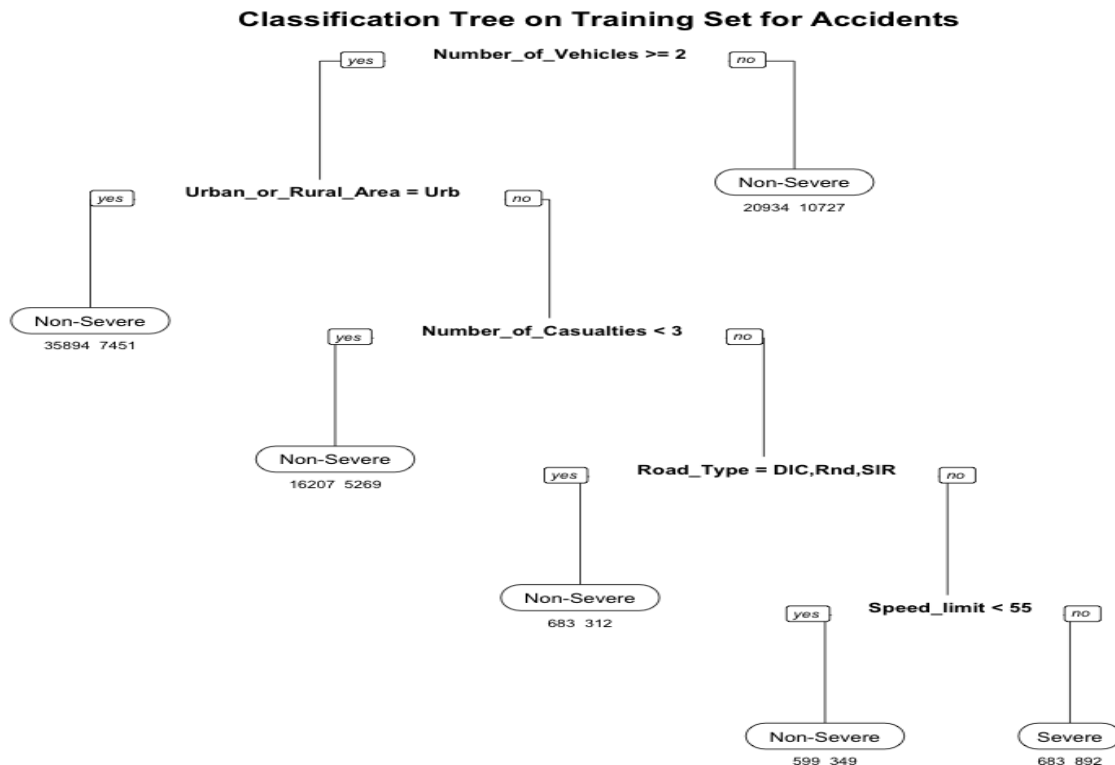 Classification Tree on Training Set for Accidents
yes Number_of_Vehicles >= 2 no
Non-Severe
20934 10727
yes Urban_or_Rural_Area = Urb no
Non-Severe
35894 7451
yes Number_of_Casualties < 3 no
Non-Severe
16207 5269
yes Road_Type = DIC,Rnd,SIR no
Non-Severe
683 312
yes Speed_limit < 55 no
Non-Severe Severe
599 349 683 892